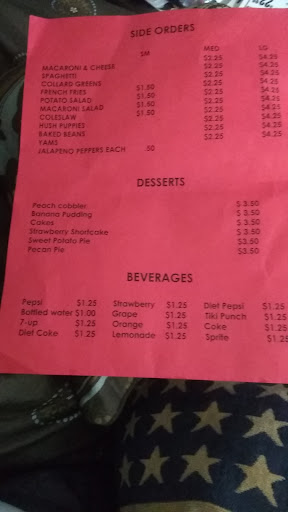 SIDE ORDERS
SM MED LG
MACARONI & CHEESE $2.25 $4.25
SPAGHETTI $2.25 $4.25
COLLARD GREENS $2.25 $4.25
FRENCH FRIES $1.50 $2.25 $4.25
POTATO SALAD $1.50 $2.25 $4.25
MACARONI SALAD $1.50 $2.25 $4.25
COLESLAW $1.50 $2.25 $4.25
HUSH PUPPIES $2.25 $4.25
BAKED BEANS $2.25 $4.25
YAMS $2.25 $4.25
JALAPENO PEPPERS EACH 50
DESSERTS
Peach cobbler $ 3.50
Banana Pudding $ 3.50
Cakes $ 3.50
Strawberry Shortcake $ 3.50
Sweet Potato Pie $3.50
Pecan Pie $3.50
BEVERAGES
Pepsi $1.25 Strawberry $1.25 Diet Pepsi $1.25
Bottled water $1.00 Grape $1.25 Tiki Punch $1.25
7-up $1.25 Orange $1.25 Coke $1.25
Diet Coke $1.25 Lemonade $1.25 Sprite $1.25